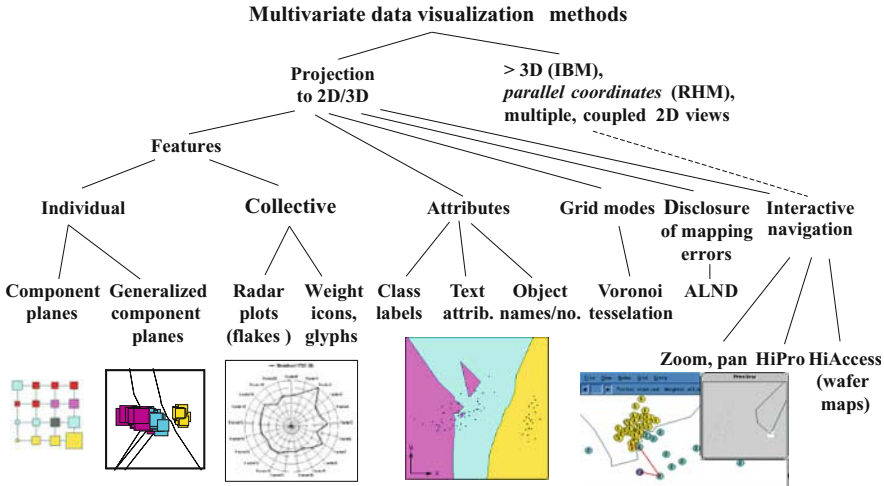 Multivariate data visualization methods
Projection
to 2D/3D
> 3D (IBM),
parallel coordinates (RHM),
multiple, coupled 2D views
Features
Individual
Collective
Attributes
Grid modes
Disclosure
of mapping
errors
Interactive
navigation
Component
planes
Generalized
component
planes
Radar
plots
(flakes )
Weight
icons,
glyphs
Class
labels
Text
attrib.
Object
names/no.
Voronoi
tesselation
ALND
Zoom, pan
HiPro
HiAccess
(wafer
maps)